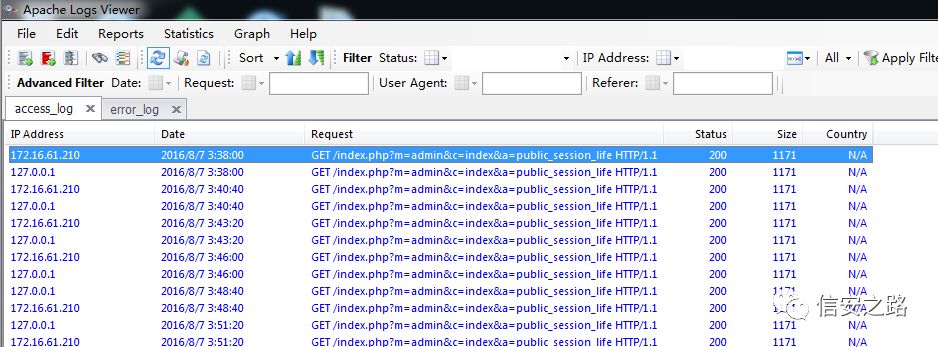 Apache Logs Viewer
File Edit Reports Statistics Graph Help
Sort Filter Status: IP Address: All Apply Filte
Advanced Filter Date: Request: User Agent: Referer:
access_log error_log
IP Address Date Request Status Size Country
172.16.61.210 2016/8/7 3:38:00 GET /index.php?m=admin&c=index&a=public_session_life HTTP/1.1 200 1171 N/A
127.0.0.1 2016/8/7 3:38:00 GET /index.php?m=admin&c=index&a=public_session_life HTTP/1.1 200 1171 N/A
172.16.61.210 2016/8/7 3:40:40 GET /index.php?m=admin&c=index&a=public_session_life HTTP/1.1 200 1171 N/A
127.0.0.1 2016/8/7 3:40:40 GET /index.php?m=admin&c=index&a=public_session_life HTTP/1.1 200 1171 N/A
172.16.61.210 2016/8/7 3:43:20 GET /index.php?m=admin&c=index&a=public_session_life HTTP/1.1 200 1171 N/A
127.0.0.1 2016/8/7 3:43:20 GET /index.php?m=admin&c=index&a=public_session_life HTTP/1.1 200 1171 N/A
172.16.61.210 2016/8/7 3:46:00 GET /index.php?m=admin&c=index&a=public_session_life HTTP/1.1 200 1171 N/A
127.0.0.1 2016/8/7 3:46:00 GET /index.php?m=admin&c=index&a=public_session_life HTTP/1.1 200 1171 N/A
127.0.0.1 2016/8/7 3:48:40 GET /index.php?m=admin&c=index&a=public_session_life HTTP/1.1 200 1171 N/A
172.16.61.210 2016/8/7 3:48:40 GET /index.php?m=admin&c=index&a=public_session_life HTTP/1.1 200 1171 N/A
127.0.0.1 2016/8/7 3:51:20 GET /index.php?m=admin&c=index&a=public_session_life HTTP/1.1 200 1171 N/A
172.16.61.210 2016/8/7 3:51:20 GET /index.php?m=admin&c=index&a=public_session_life HTTP/1.1 200 1171 N/A
信安之路